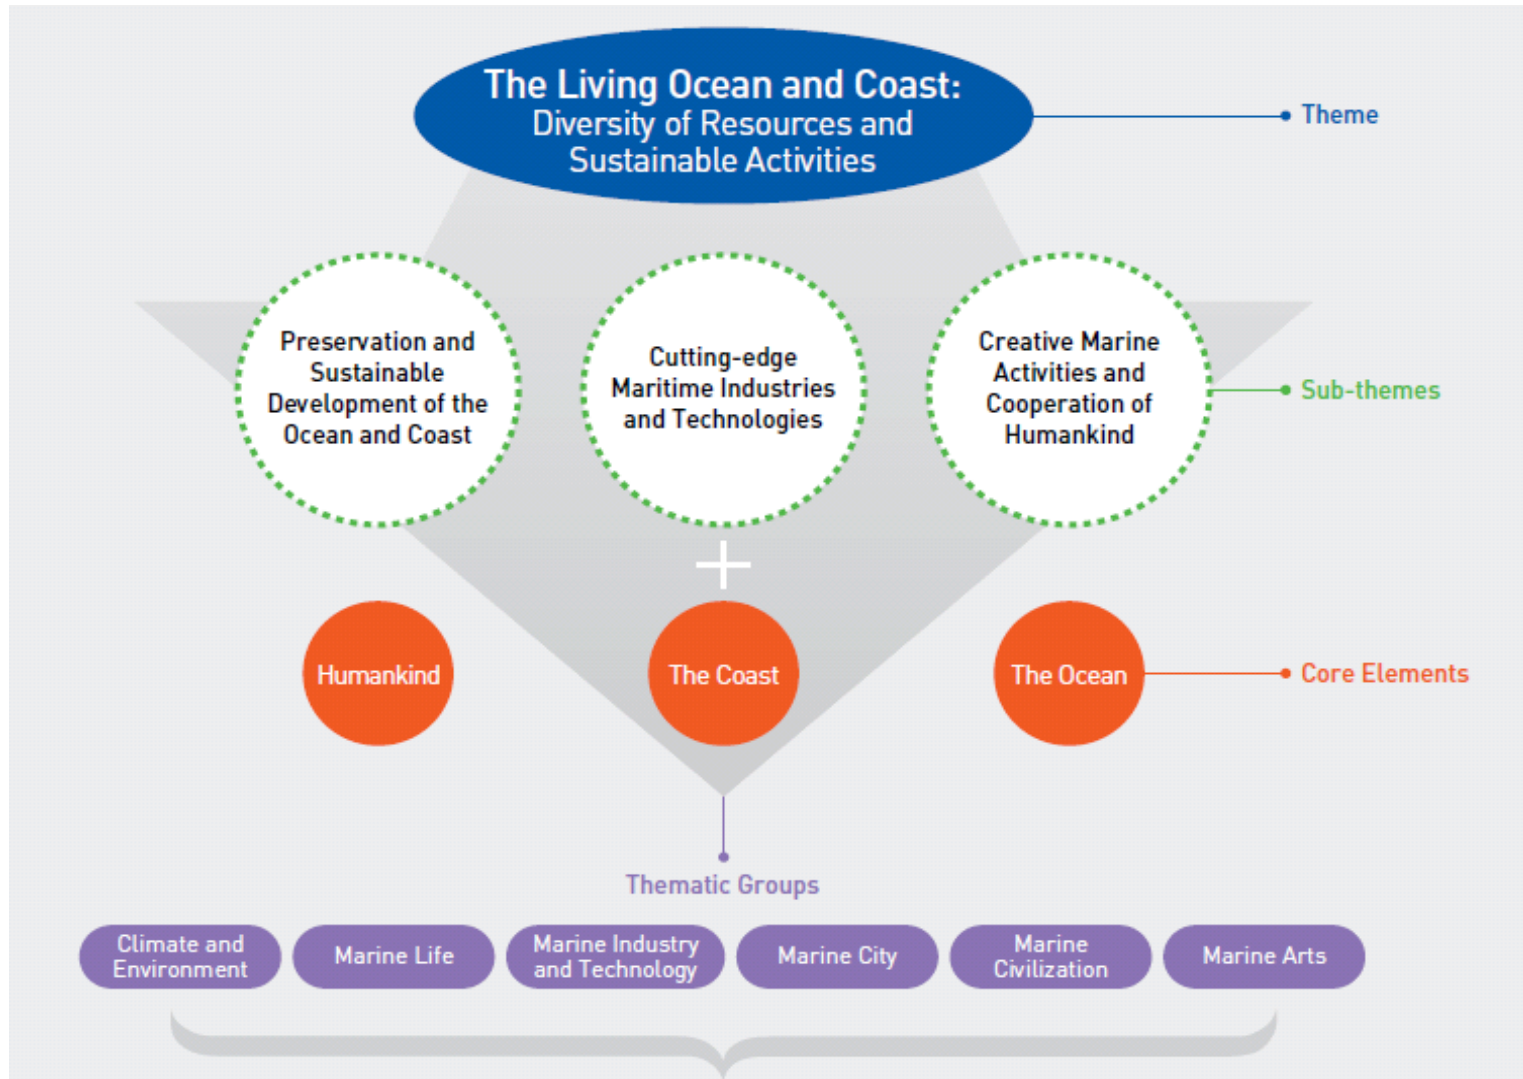 The Living Ocean and Coast:
Diversity of Resources and
Sustainable Activities
Theme
Preservation and
Sustainable
Development of the
Ocean and Coast
Cutting-edge
Maritime Industries
and Technologies
Creative Marine
Activities and
Cooperation of
Humankind
Sub-themes
+
Humankind
The Coast
The Ocean
Core Elements
Thematic Groups
Climate and
Environment
Marine Life
Marine Industry
and Technology
Marine City
Marine
Civilization
Marine Arts